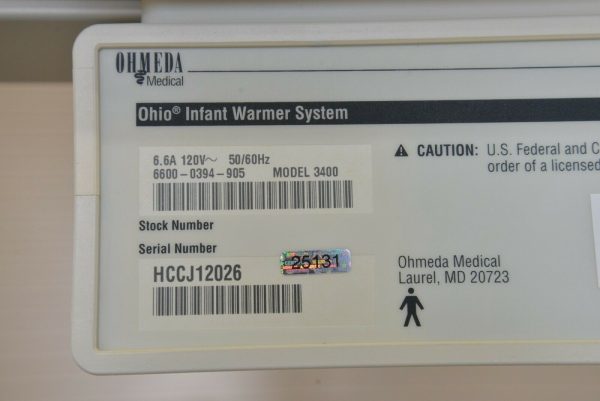 OHMEDA
Medical
Ohio® Infant Warmer System
6.6A 120V~ 50/60Hz
6600-0394-905 MODEL 3400
Stock Number
Serial Number
HCCJ12026
25131
⚠ CAUTION: U.S. Federal and C
order of a licensed
Ohmeda Medical
Laurel, MD 20723